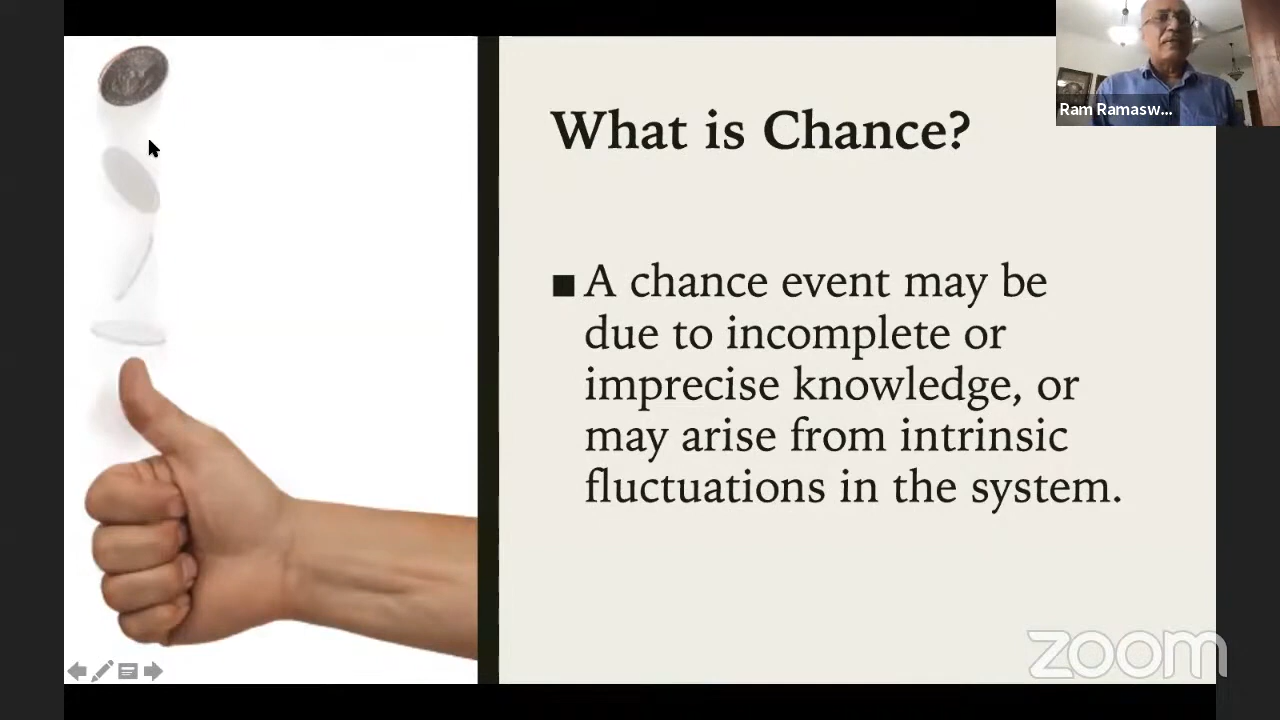 What is Chance?
Ram Ramasw...
■ A chance event may be
due to incomplete or
imprecise knowledge, or
may arise from intrinsic
fluctuations in the system.
zoom